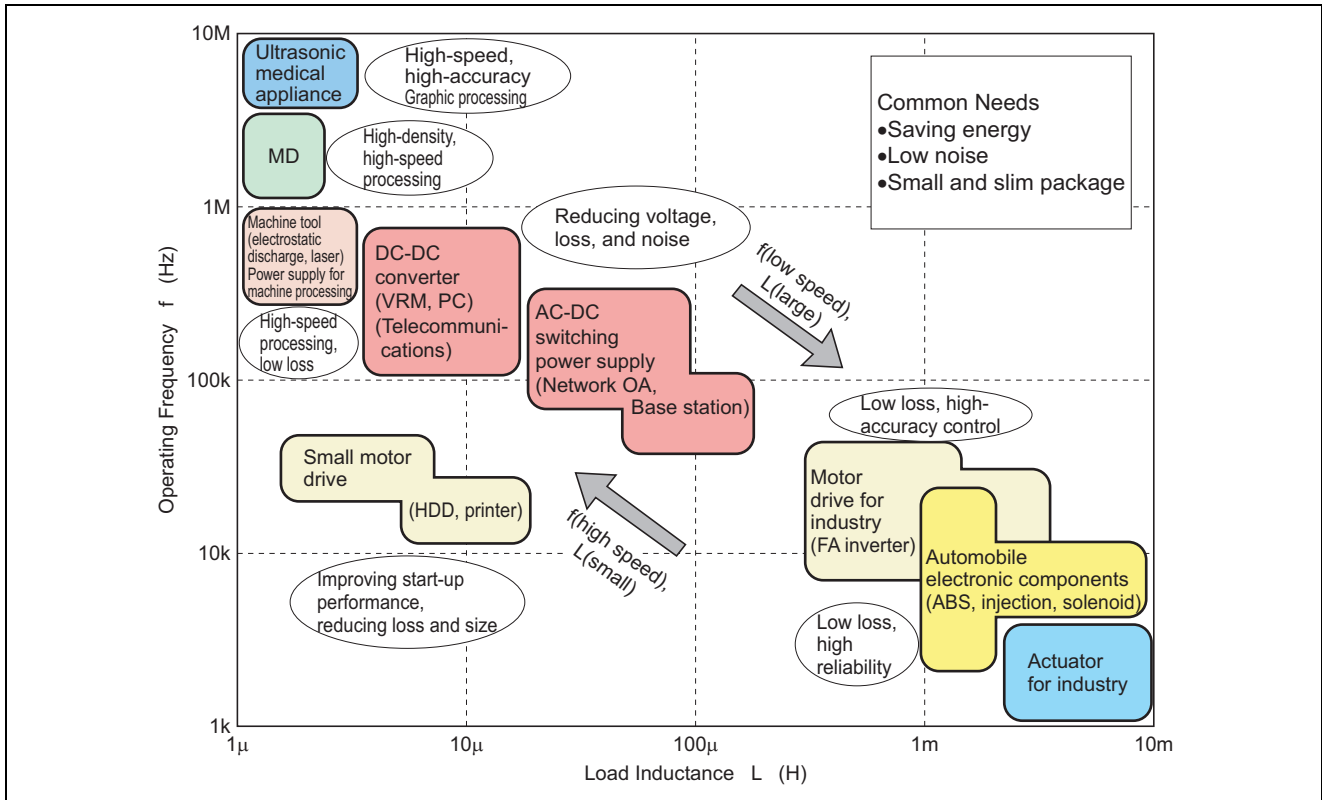 10M
1M
100k
10k
1k
Operating Frequency f (Hz)
1μ
10μ
100μ
1m
10m
Load Inductance L (H)
Ultrasonic
medical
appliance
High-speed,
high-accuracy
Graphic processing
Common Needs
•Saving energy
•Low noise
•Small and slim package
MD
High-density,
high-speed
processing
Machine tool
(electrostatic
discharge, laser)
Power supply for
machine processing
High-speed
processing,
low loss
DC-DC
converter
(VRM, PC)
(Telecommuni-
cations)
Reducing voltage,
loss, and noise
f(low speed),
L(large)
AC-DC
switching
power supply
(Network OA,
Base station)
Low loss, high-
accuracy control
Small motor
drive
(HDD, printer)
f(high speed),
L(small)
Motor
drive for
industry
(FA inverter)
Automobile
electronic components
(ABS, injection, solenoid)
Improving start-up
performance,
reducing loss and size
Low loss,
high
reliability
Actuator
for industry